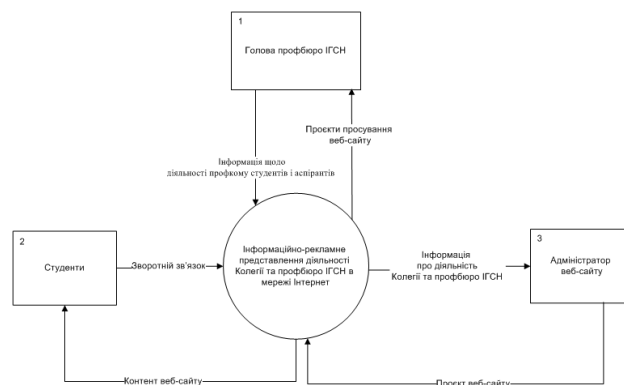 1
Голова профбюро ІГСН
Проєкти просування
веб-сайту
Інформація щодо
діяльності профкому студентів і аспірантів
2
Студенти
Зворотній зв'язок
Інформаційно-рекламне
представлення діяльності
Колегії та профбюро ІГСН в
мережі Інтернет
Інформація
про діяльність
Колегії та профбюро ІГСН
3
Адміністратор
веб-сайту
Контент веб-сайту
Проєкт веб-сайту